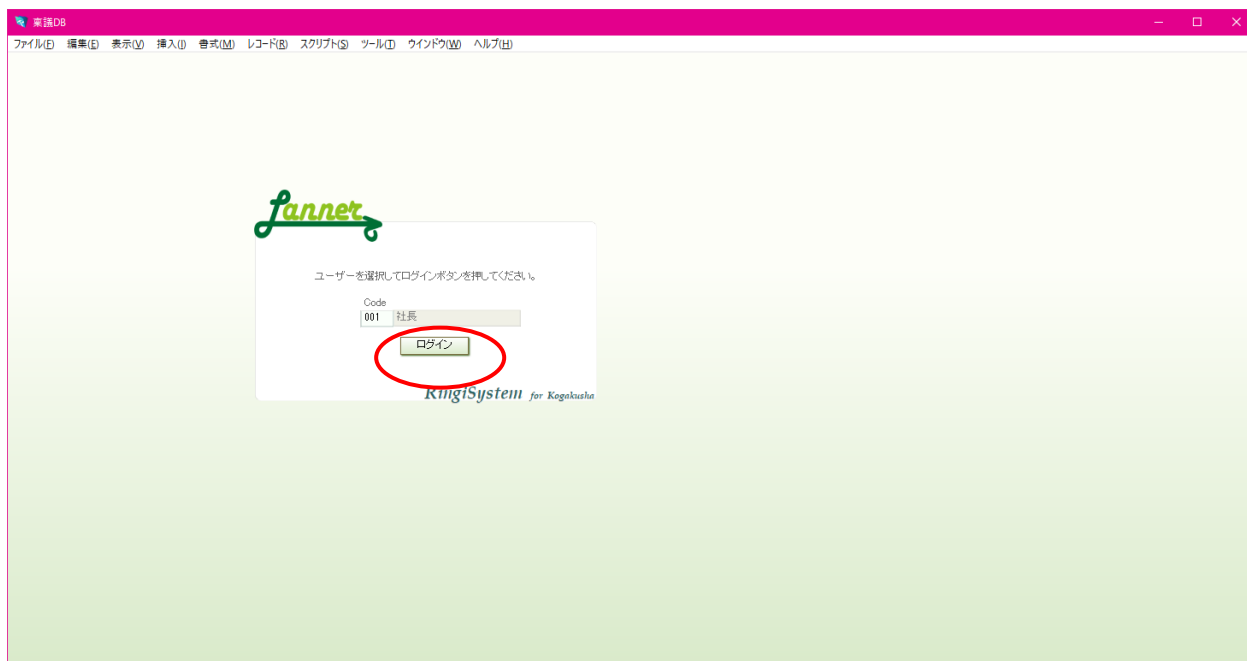 稟議DB
ファイル(F) 編集(E) 表示(V) 挿入(I) 書式(M) レコード(R) スクリプト(S) ツール(T) ウインドウ(W) ヘルプ(H)
Lanner
ユーザーを選択してログインボタンを押してください。
Code
001 社長
ログイン
RingiSystem for Kogakusha